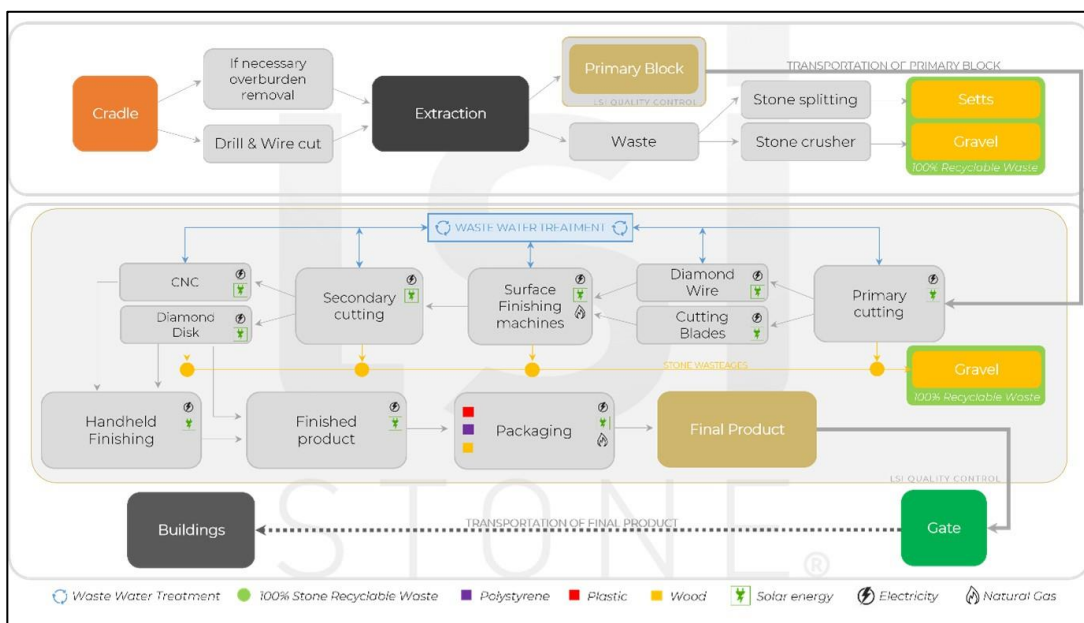 Cradle
If necessary
overburden
removal
Drill & Wire cut
Extraction
Primary Block
LSI QUALITY CONTROL
TRANSPORTATION OF PRIMARY BLOCK
Waste
Stone splitting
Stone crusher
Setts
Gravel
100% Recyclable Waste
WASTE WATER TREATMENT
CNC
Diamond
Disk
Secondary
cutting
Surface
Finishing
machines
Diamond
Wire
Cutting
Blades
Primary
cutting
STONE WASTEAGES
Gravel
100% Recyclable Waste
Handheld
Finishing
Finished
product
Packaging
Final Product
LSI QUALITY CONTROL
Buildings
TRANSPORTATION OF FINAL PRODUCT
Gate
LSI
STONE
®
Waste Water Treatment
100% Stone Recyclable Waste
Polystyrene
Plastic
Wood
Solar energy
Electricity
Natural Gas